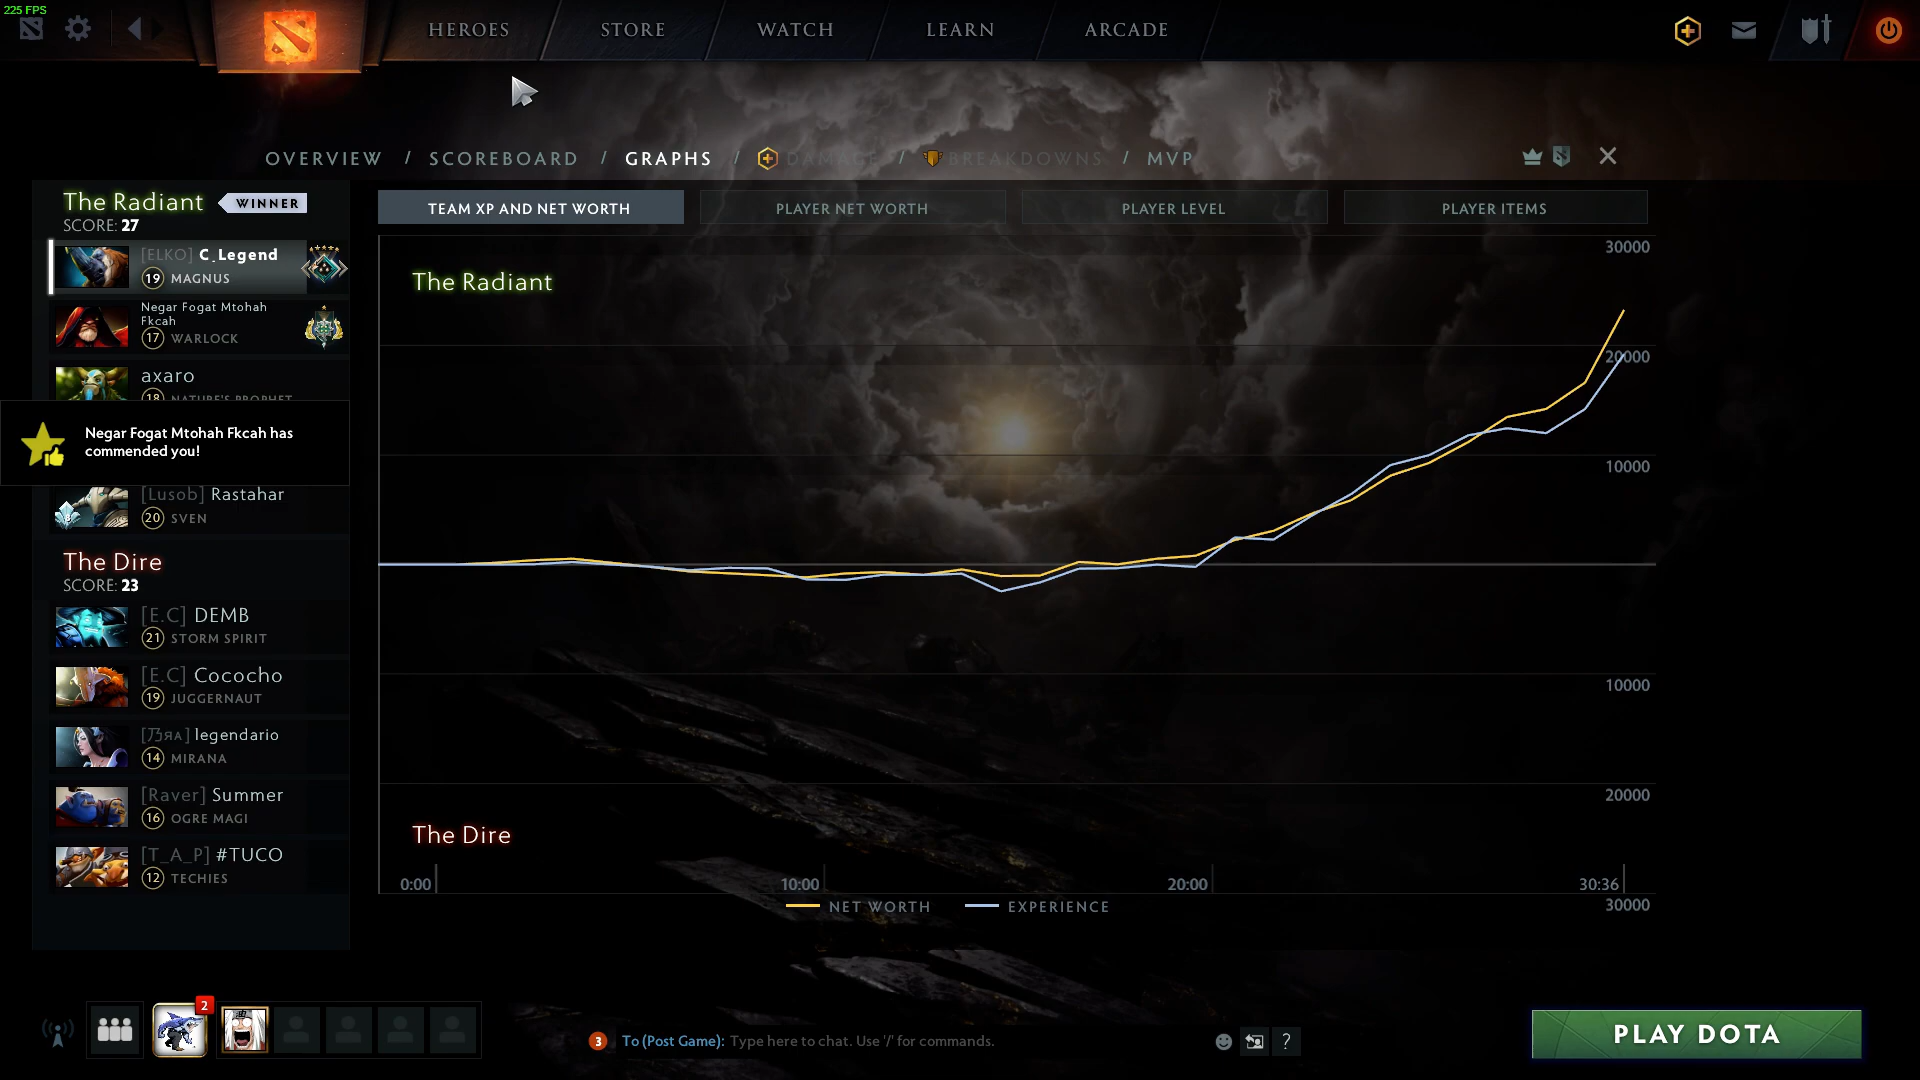 225 FPS
HEROES
STORE
WATCH
LEARN
ARCADE
OVERVIEW / SCOREBOARD / GRAPHS / DAMAGE / BREAKDOWNS / MVP
The Radiant
WINNER
SCORE: 27
[ELKO] C_Legend
19 MAGNUS
Negar Fogat Mtohah
Fkcah
17 WARLOCK
axaro
18 NATURE'S PROPHET
Negar Fogat Mtohah Fkcah has
commended you!
[Lusob] Rastahar
8
20 SVEN
The Dire
SCORE: 23
[E.C] DEMB
21 STORM SPIRIT
[E.C] Cococho
19 JUGGERNAUT
legendario
14 MIRANA
[Raver] Summer
16 OGRE MAGI
[T_A_P] #TUCO
12 TECHIES
TEAM XP AND NET WORTH
PLAYER NET WORTH
PLAYER LEVEL
PLAYER ITEMS
30000
The Radiant
20000
10000
10000
20000
The Dire
0:00
10:00
20:00
30:36
NET WORTH
EXPERIENCE
30000
2
3
To (Post Game): Type here to chat. Use '/' for commands.
?
PLAY DOTA